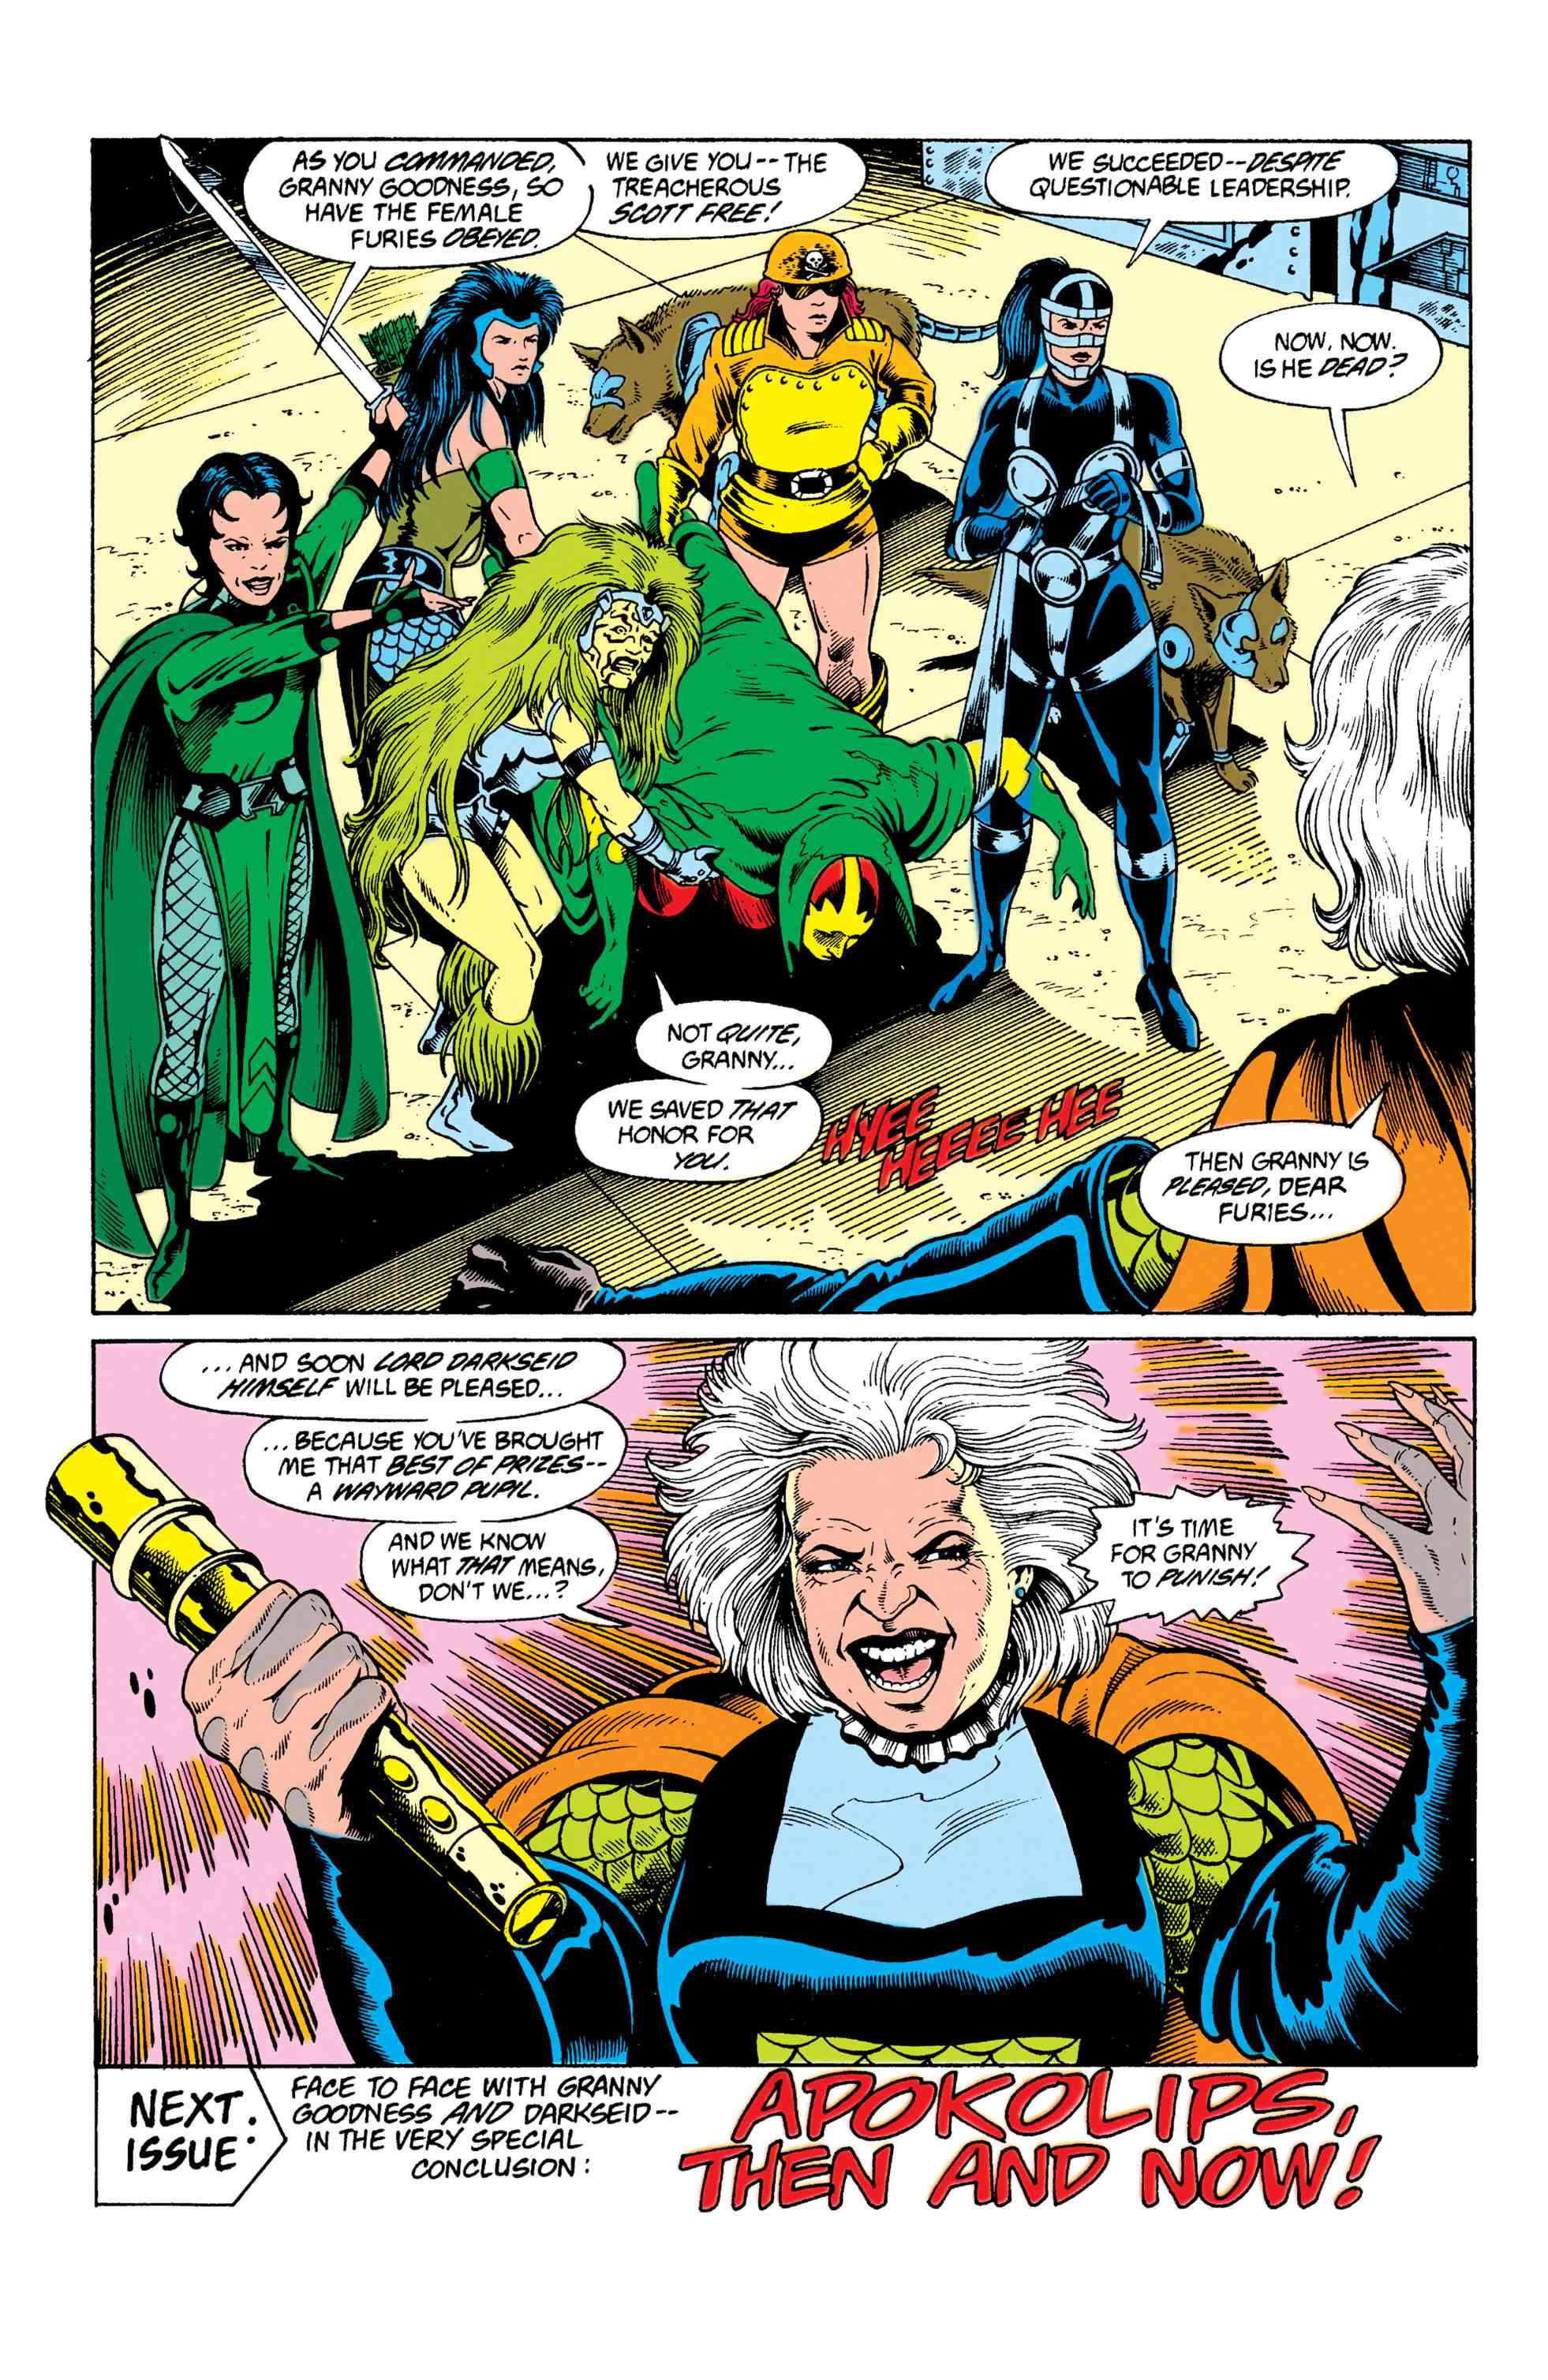 AS YOU COMMANDED,
GRANNY GOODNESS, SO
HAVE THE FEMALE
FURIES OBEYED.
WE GIVE YOU -- THE
TREACHEROUS
SCOTT FREE!
WE SUCCEEDED--DESPITE
QUESTIONABLE LEADERSHIP.
NOW, NOW.
IS HE DEAD?
NOT QUITE,
GRANNY...
WE SAVED THAT
HONOR FOR
YOU.
HYEE
HEEEE HEE
THEN GRANNY IS
PLEASED, DEAR
FURIES...
...AND SOON LORD DARKSEID
HIMSELF WILL BE PLEASED...
...BECAUSE YOU'VE BROUGHT
ME THAT BEST OF PRIZES--
A WAYWARD PUPIL.
AND WE KNOW
WHAT THAT MEANS,
DON'T WE...?
IT'S TIME
FOR GRANNY
TO PUNISH!
NEXT
ISSUE:
FACE TO FACE WITH GRANNY
GOODNESS AND DARKSEID--
IN THE VERY SPECIAL
CONCLUSION:
APOKOLIPS,
THEN AND NOW!